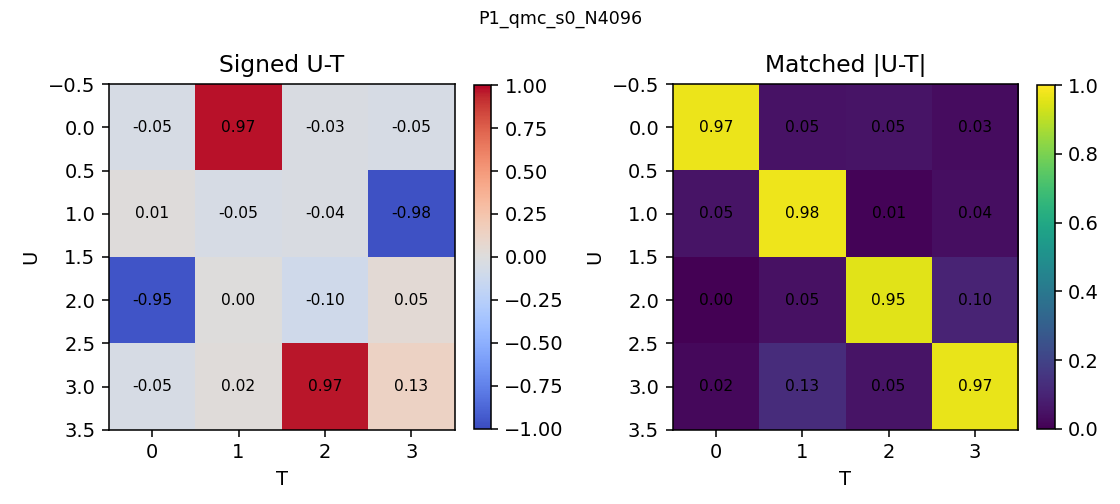 P1_qmc_s0_N4096
Signed U-T
−0.5
0.0
0.5
1.0
1.5
2.0
2.5
3.0
3.5
U
-0.05 0.97 -0.03 -0.05
0.01 -0.05 -0.04 -0.98
-0.95 0.00 -0.10 0.05
-0.05 0.02 0.97 0.13
0 1 2 3
T
1.00
0.75
0.50
0.25
0.00
−0.25
−0.50
−0.75
−1.00
Matched |U-T|
−0.5
0.0
0.5
1.0
1.5
2.0
2.5
3.0
3.5
U
0.97 0.05 0.05 0.03
0.05 0.98 0.01 0.04
0.00 0.05 0.95 0.10
0.02 0.13 0.05 0.97
0 1 2 3
T
1.0
0.8
0.6
0.4
0.2
0.0